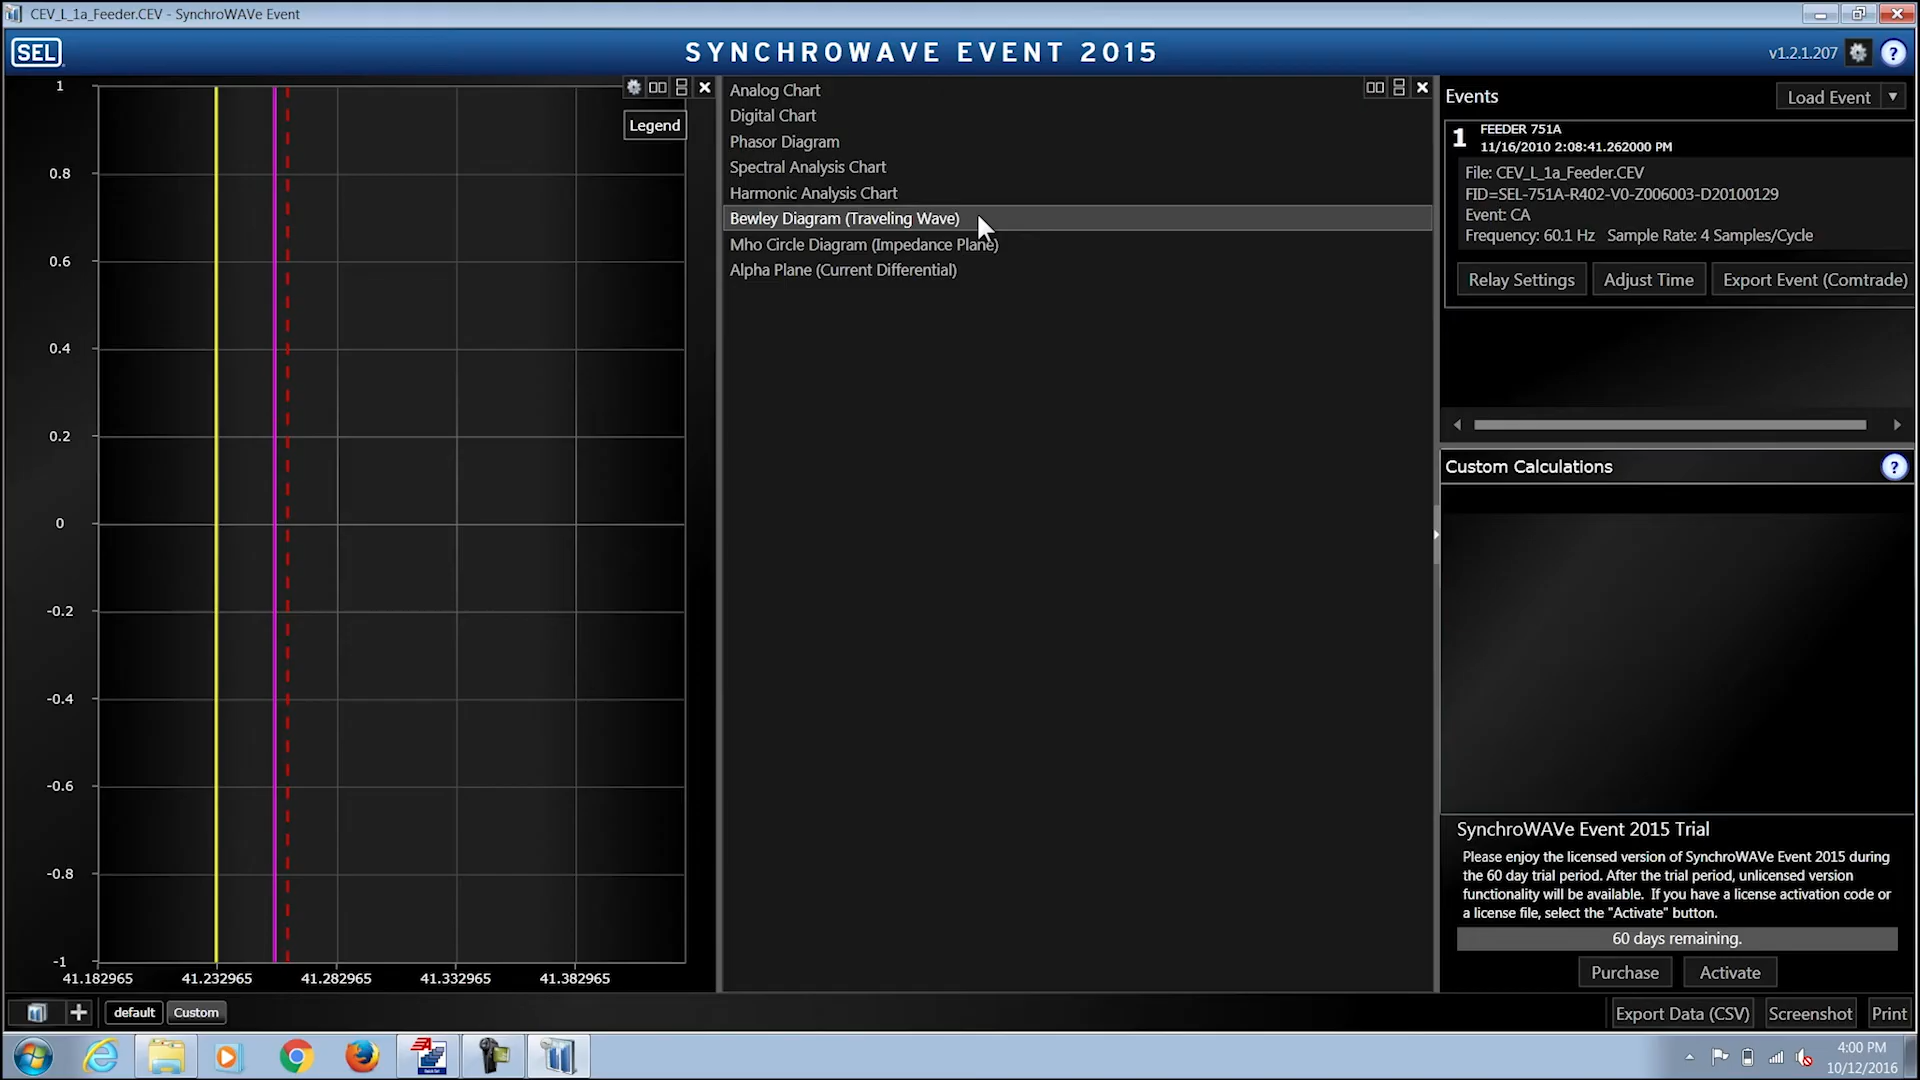 CEV_L_1a_Feeder.CEV - SynchroWAVe Event
SEL
SYNCHROWAVE EVENT 2015
v1.2.1.207
?
1
0.8
0.6
0.4
0.2
0
-0.2
-0.4
-0.6
-0.8
-1
41.182965
41.232965
41.282965
41.332965
41.382965
Legend
Analog Chart
Digital Chart
Phasor Diagram
Spectral Analysis Chart
Harmonic Analysis Chart
Bewley Diagram (Traveling Wave)
Mho Circle Diagram (Impedance Plane)
Alpha Plane (Current Differential)
Events
Load Event
1
FEEDER 751A
11/16/2010 2:08:41.262000 PM
File: CEV_L_1a_Feeder.CEV
FID=SEL-751A-R402-V0-Z006003-D20100129
Event: CA
Frequency: 60.1 Hz Sample Rate: 4 Samples/Cycle
Relay Settings
Adjust Time
Export Event (Comtrade)
Custom Calculations
?
SynchroWAVe Event 2015 Trial
Please enjoy the licensed version of SynchroWAVe Event 2015 during
the 60 day trial period. After the trial period, unlicensed version
functionality will be available. If you have a license activation code or
a license file, select the "Activate" button.
60 days remaining.
Purchase
Activate
default
Custom
Export Data (CSV)
Screenshot
Print
4:00 PM
10/12/2016